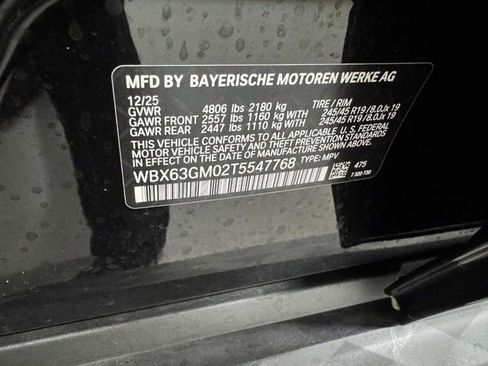 MFD BY BAYERISCHE MOTOREN WERKE AG
12/25
GVWR 4806 lbs 2180 kg TIRE / RIM
GAWR FRONT 2557 lbs 1160 kg WITH 245/45 R19 / 8.0Jx 19
GAWR REAR 2447 lbs 1110 kg WITH 245/45 R19 / 8.0Jx 19
THIS VEHICLE CONFORMS TO ALL APPLICABLE U.S. FEDERAL
MOTOR VEHICLE SAFETY AND THEFT PREVENTION STANDARDS
IN EFFECT ON THE DATE OF MANUFACTURE SHOWN ABOVE.
WBX63GM02T5547768 TYPE: MPV 475